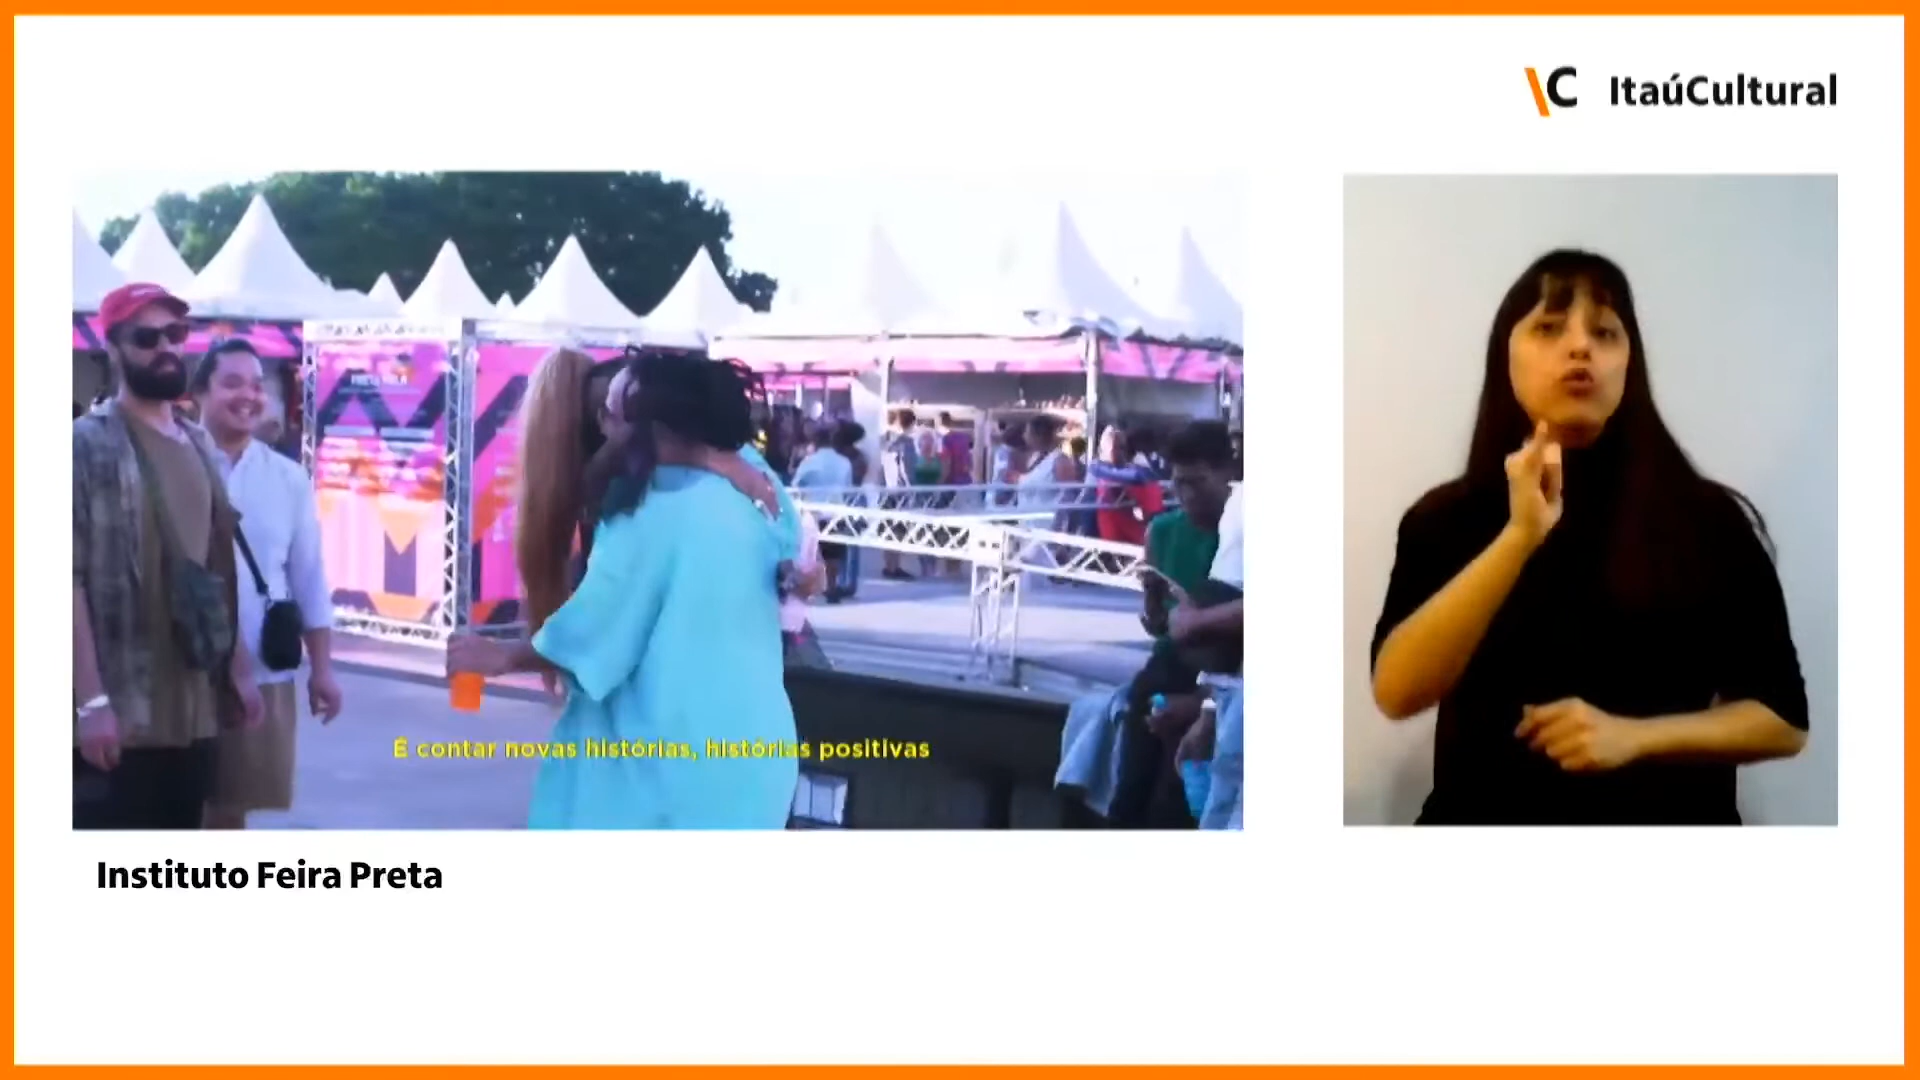 \C ItaúCultural
É contar novas histórias, histórias positivas
Instituto Feira Preta